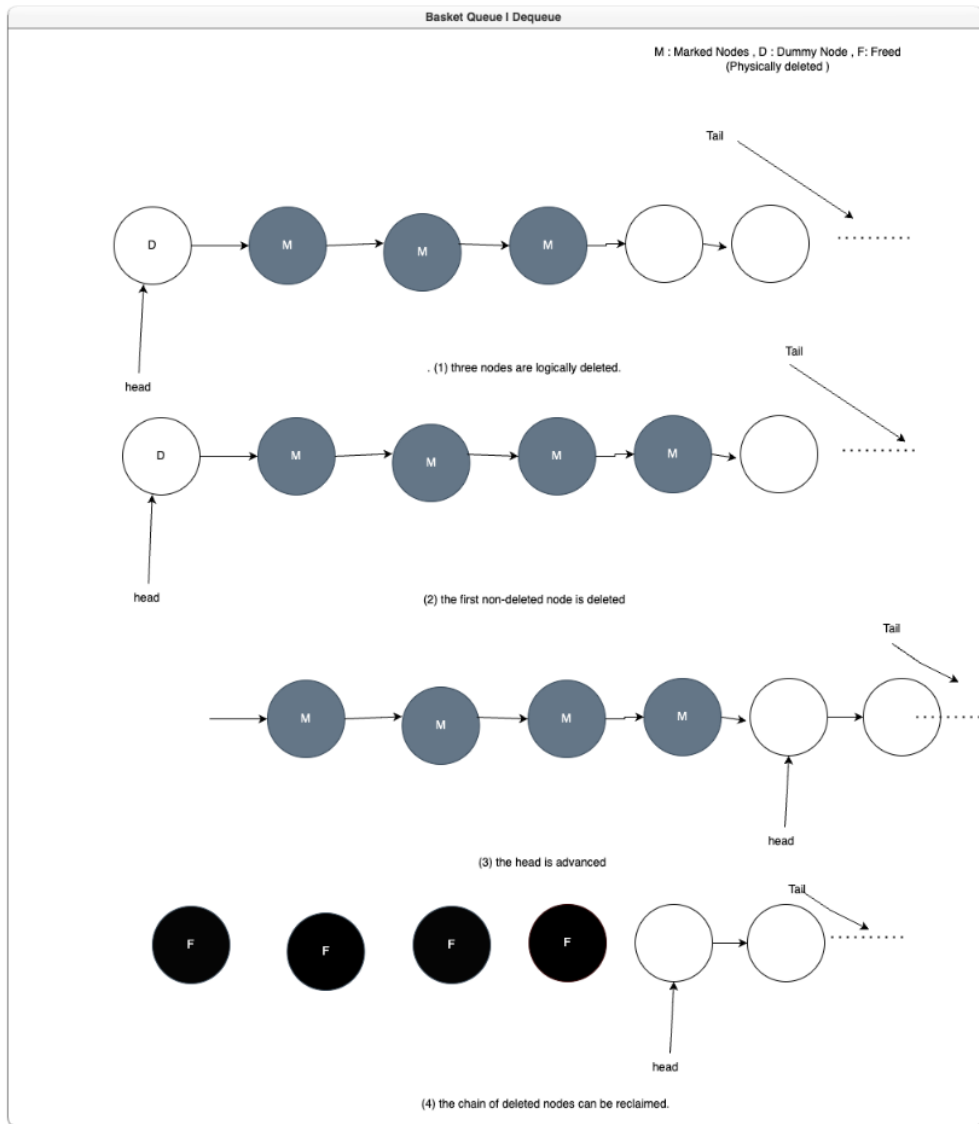 Basket Queue I Dequeue
M : Marked Nodes , D : Dummy Node , F: Freed
(Physically deleted )
Tail
D
M
M
M
head
. (1) three nodes are logically deleted.
Tail
D
M
M
M
M
head
(2) the first non-deleted node is deleted
Tail
M
M
M
M
head
(3) the head is advanced
Tail
F
F
F
F
head
(4) the chain of deleted nodes can be reclaimed.